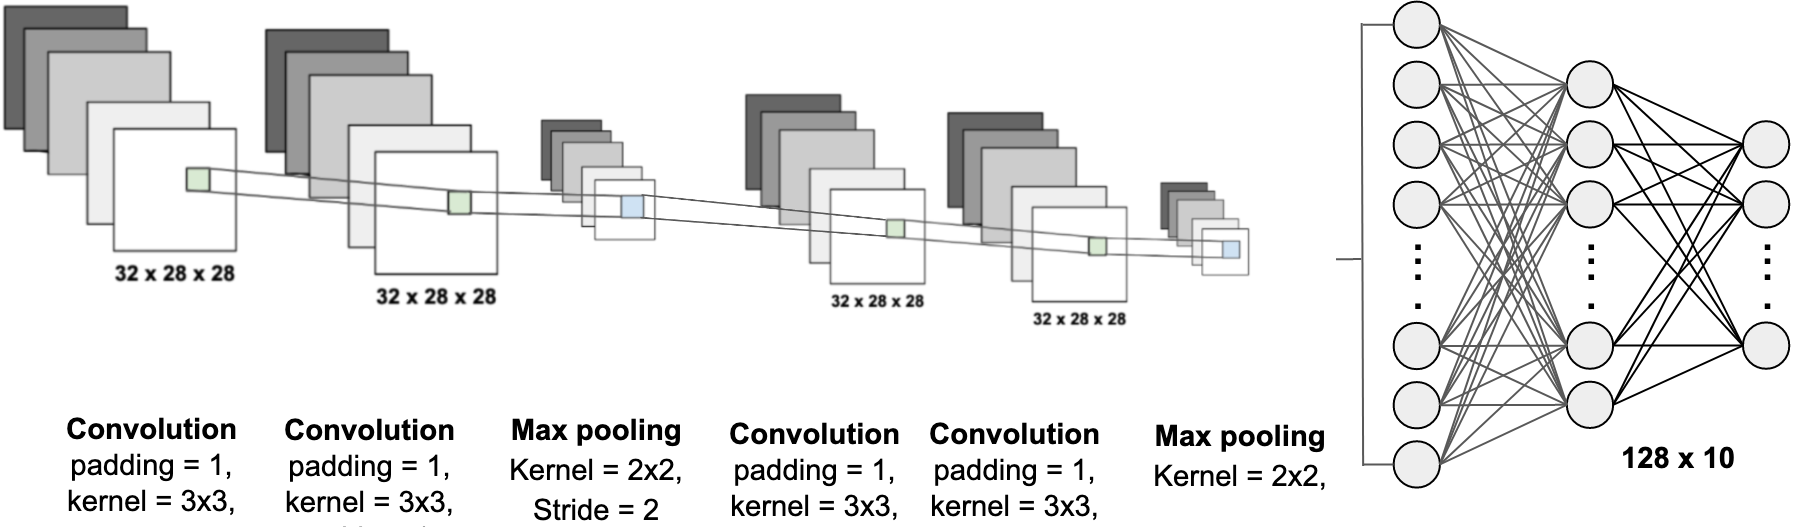 32 x 28 x 28
32 x 28 x 28
32 x 28 x 28
32 x 28 x 28
128 x 10
Convolution
padding = 1,
kernel = 3x3,
Convolution
padding = 1,
kernel = 3x3,
Max pooling
Kernel = 2x2,
Stride = 2
Convolution
padding = 1,
kernel = 3x3,
Convolution
padding = 1,
kernel = 3x3,
Max pooling
Kernel = 2x2,